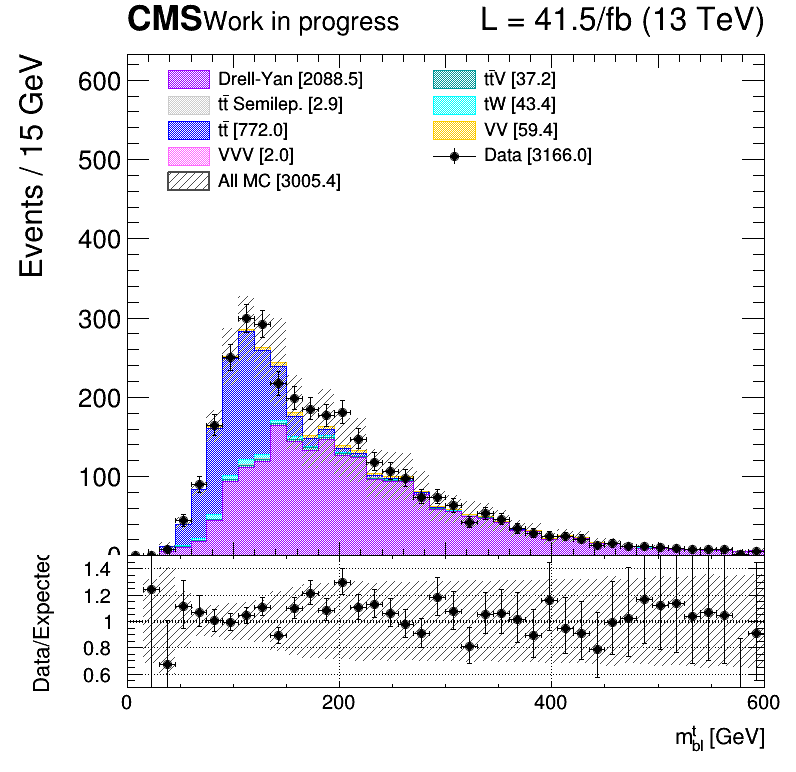 CMS Work in progress L = 41.5/fb (13 TeV)
Events / 15 GeV
600
500
400
300
200
100
0
Drell-Yan [2088.5]
tt̄ Semilep. [2.9]
tt̄ [772.0]
VVV [2.0]
All MC [3005.4]
tt̄V [37.2]
tW [43.4]
VV [59.4]
Data [3166.0]
Data/Expected
1.4
1.2
1
0.8
0.6
0 200 400 600
m^t_bl [GeV]